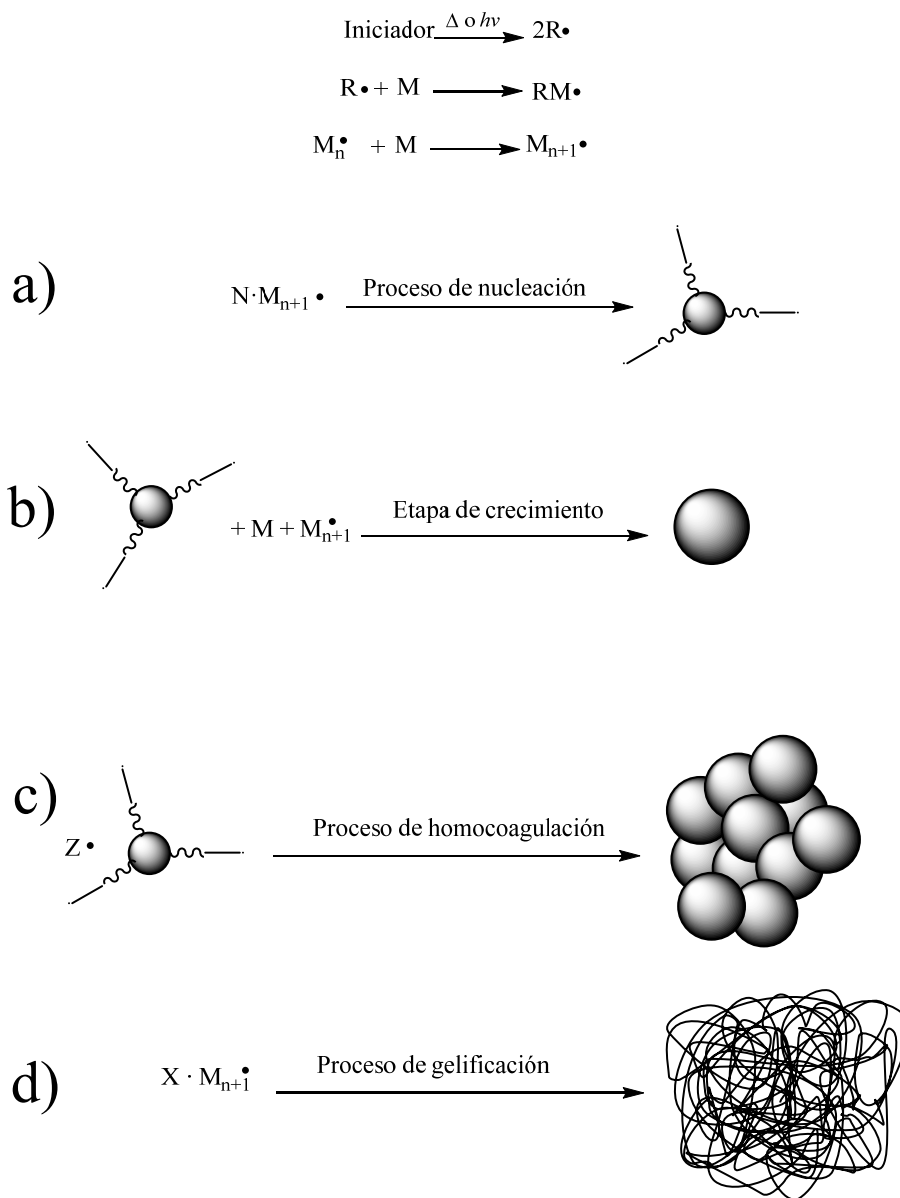 Iniciador Δ o hν 2R•
R• + M RM•
Mn• + M Mn+1•
a) N·Mn+1• Proceso de nucleación
b) + M + Mn+1• Etapa de crecimiento
c) Z• Proceso de homocoagulación
d) X · Mn+1• Proceso de gelificación